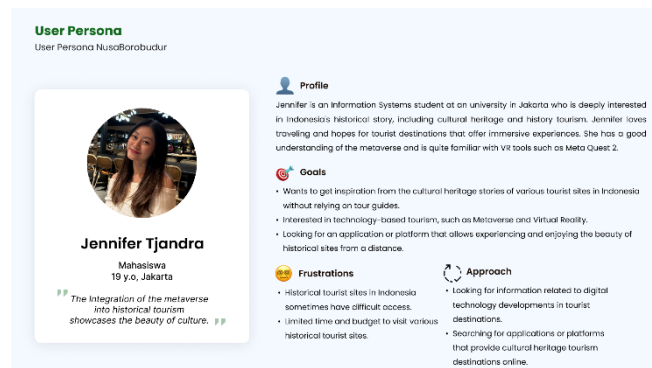 User Persona
User Persona NusaBorobudur
Jennifer Tjandra
Mahasiswa
19 y.o, Jakarta
" The Integration of the metaverse
into historical tourism
showcases the beauty of culture. "
Profile
Jennifer is an Information Systems student at an university in Jakarta who is deeply interested
in Indonesia's historical story, including cultural heritage and history tourism. Jennifer loves
traveling and hopes for tourist destinations that offer immersive experiences. She has a good
understanding of the metaverse and is quite familiar with VR tools such as Meta Quest 2.
Goals
• Wants to get inspiration from the cultural heritage stories of various tourist sites in Indonesia
without relying on tour guides.
• Interested in technology-based tourism, such as Metaverse and Virtual Reality.
• Looking for an application or platform that allows experiencing and enjoying the beauty of
historical sites from a distance.
Frustrations
• Historical tourist sites in Indonesia
sometimes have difficult access.
• Limited time and budget to visit various
historical tourist sites.
Approach
• Looking for information related to digital
technology developments in tourist
destinations.
• Searching for applications or platforms
that provide cultural heritage tourism
destinations online.